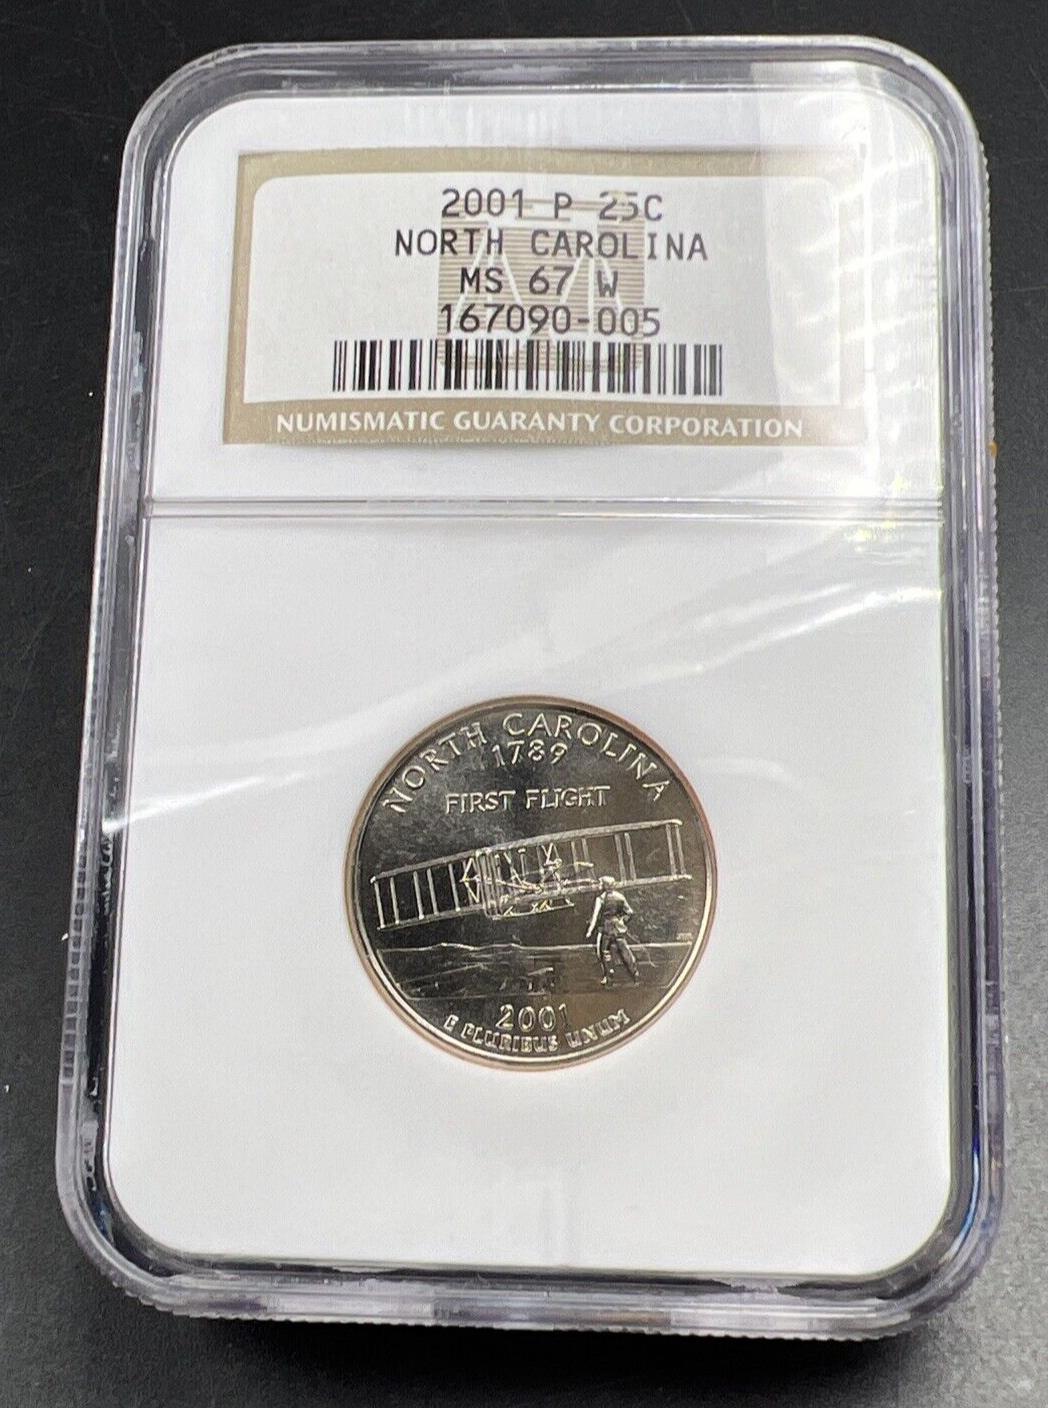 2001 P 25C
NORTH CAROLINA
MS 67 W
167090-005
NUMISMATIC GUARANTY CORPORATION
NORTH CAROLINA
1789
FIRST FLIGHT
2001
E PLURIBUS UNUM